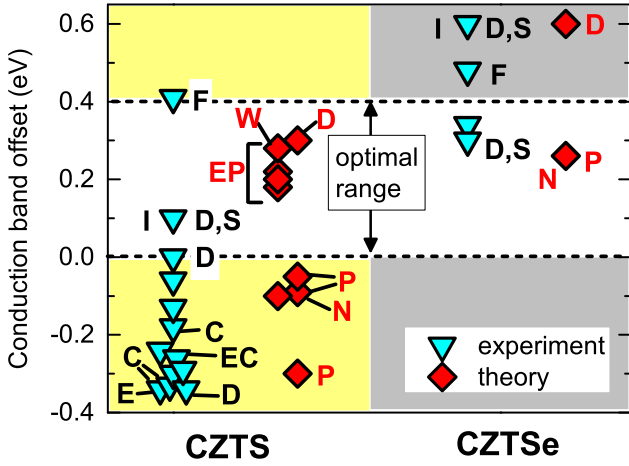 Conduction band offset (eV)
0.6
0.4
0.2
0.0
-0.2
-0.4
I
D,S
D
F
F
W
D
EP
optimal
range
D,S
P
N
I
D,S
D
P
N
C
EC
C
E
D
P
experiment
theory
CZTS
CZTSe